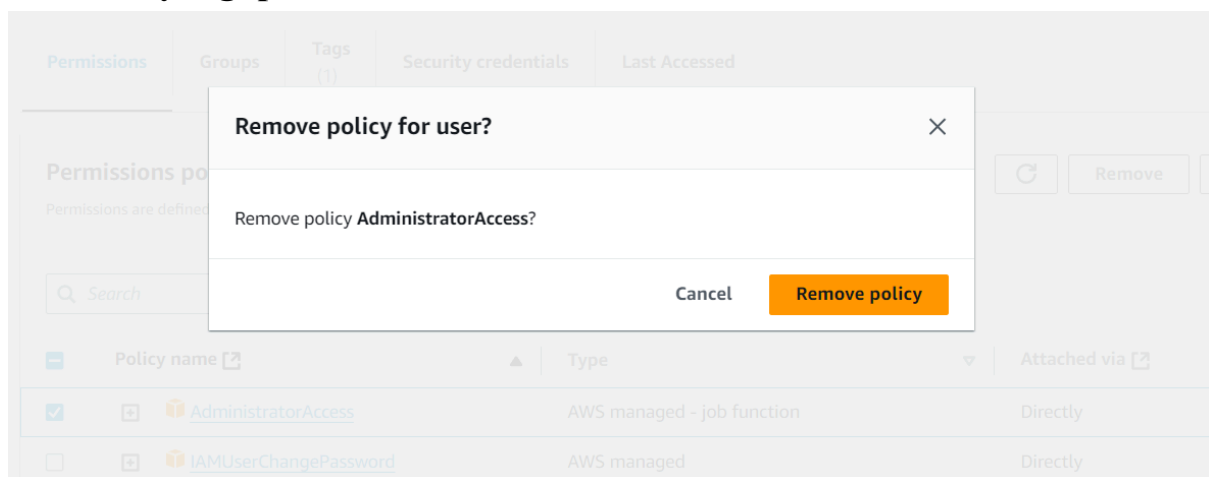 Permissions Groups Tags (1) Security credentials Last Accessed
Remove policy for user?
Permissions po
Remove
Permissions are defined
Remove policy AdministratorAccess?
Search
Cancel Remove policy
Policy name Type Attached via
AdministratorAccess AWS managed - job function Directly
IAMUserChangePassword AWS managed Directly